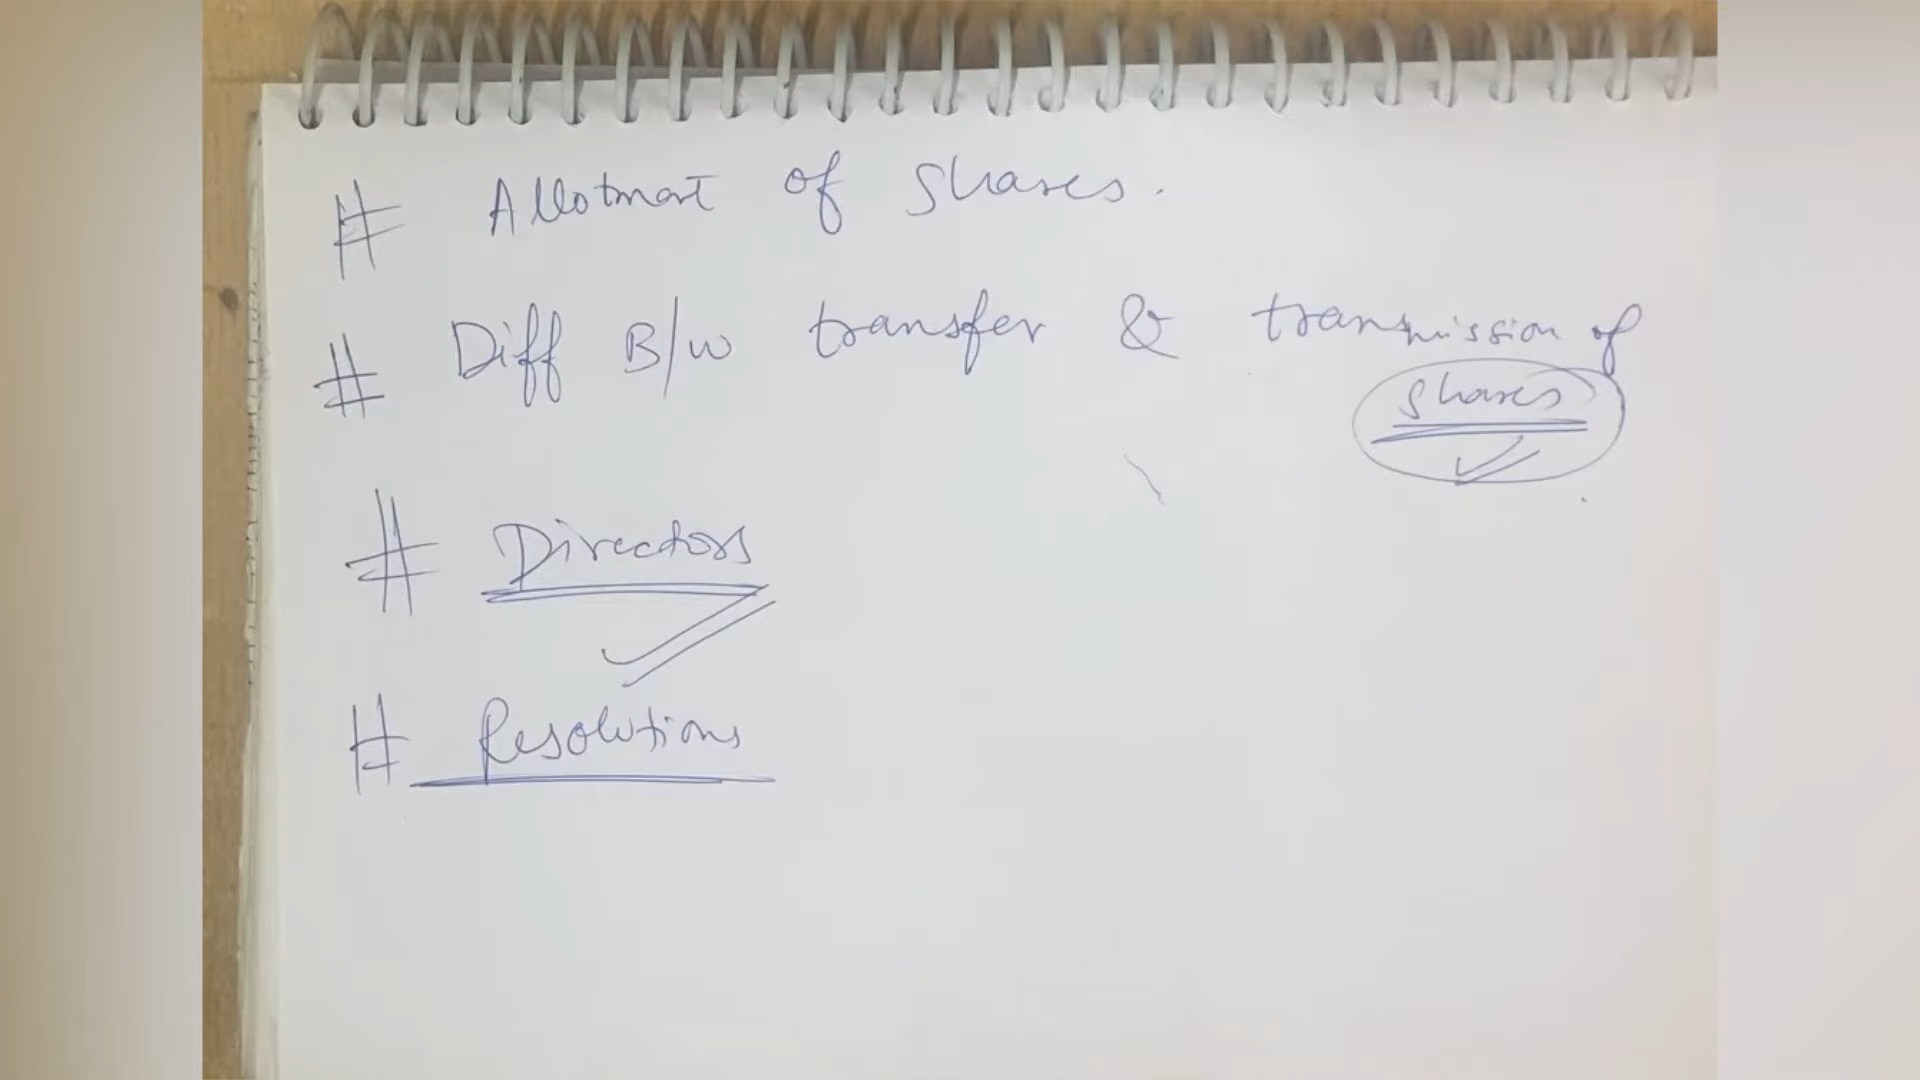 # Allotment of shares.
# Diff B/w transfer & transmission of
shares
# Directors
# Resolutions